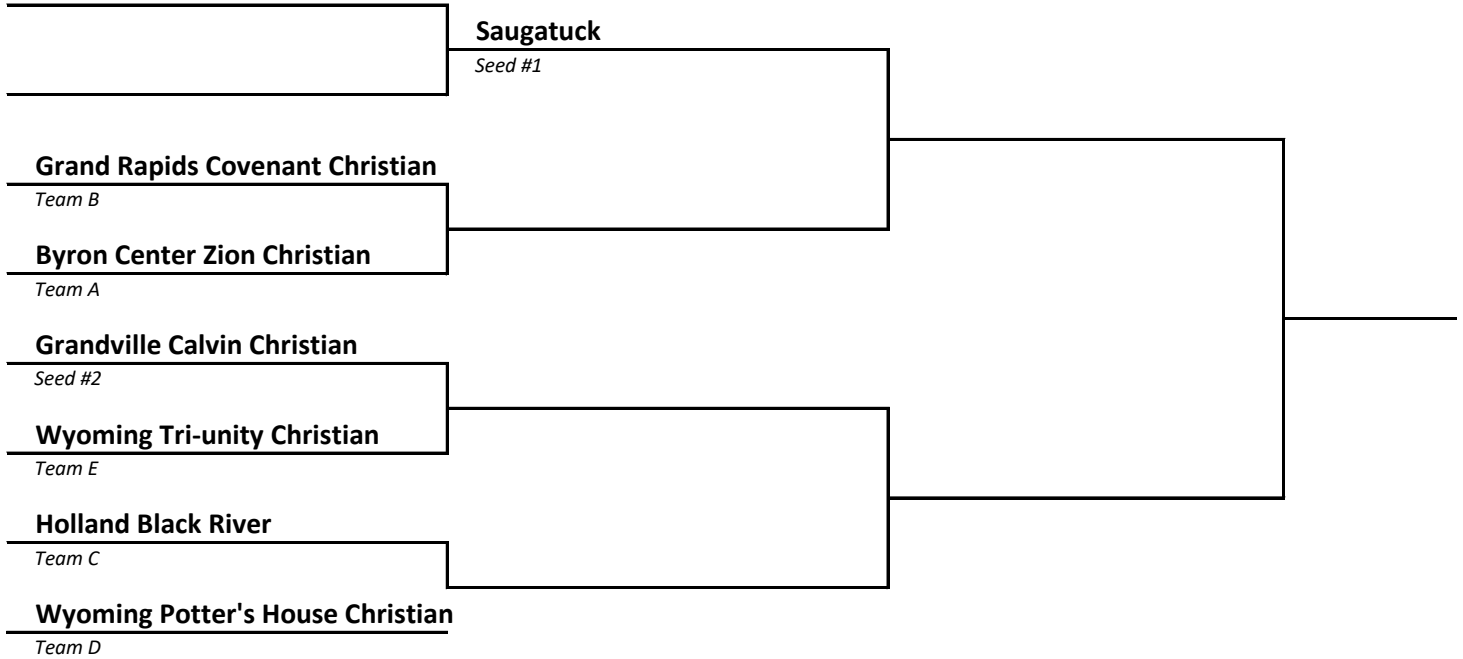 Saugatuck
Seed #1
Grand Rapids Covenant Christian
Team B
Byron Center Zion Christian
Team A
Grandville Calvin Christian
Seed #2
Wyoming Tri-unity Christian
Team E
Holland Black River
Team C
Wyoming Potter's House Christian
Team D